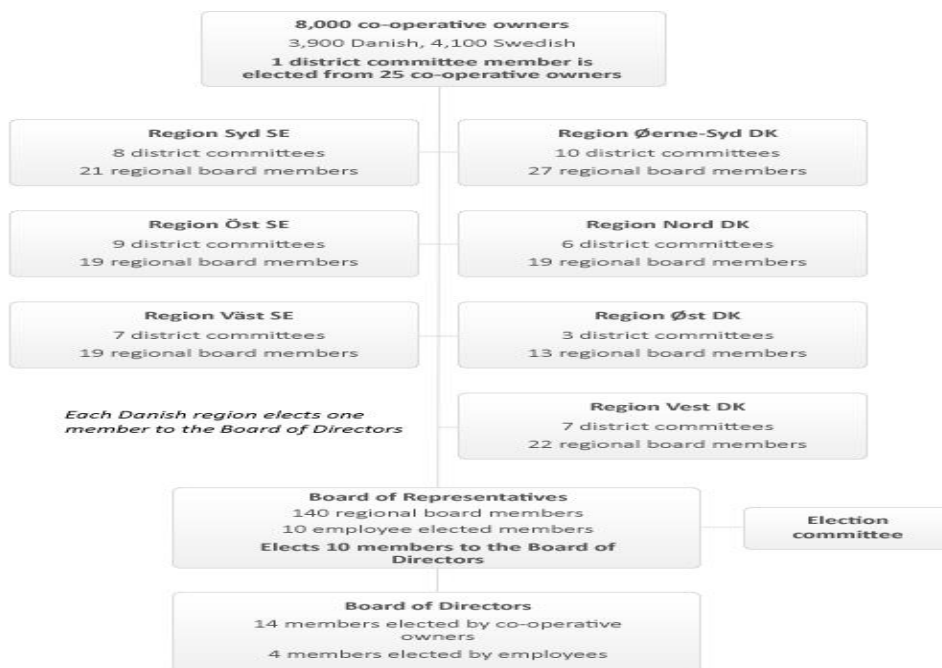 8,000 co-operative owners
3,900 Danish, 4,100 Swedish
1 district committee member is
elected from 25 co-operative owners
Region Syd SE
8 district committees
21 regional board members
Region Øerne-Syd DK
10 district committees
27 regional board members
Region Öst SE
9 district committees
19 regional board members
Region Nord DK
6 district committees
19 regional board members
Region Väst SE
7 district committees
19 regional board members
Region Øst DK
3 district committees
13 regional board members
Each Danish region elects one
member to the Board of Directors
Region Vest DK
7 district committees
22 regional board members
Board of Representatives
140 regional board members
10 employee elected members
Elects 10 members to the Board of
Directors
Election
committee
Board of Directors
14 members elected by co-operative
owners
4 members elected by employees